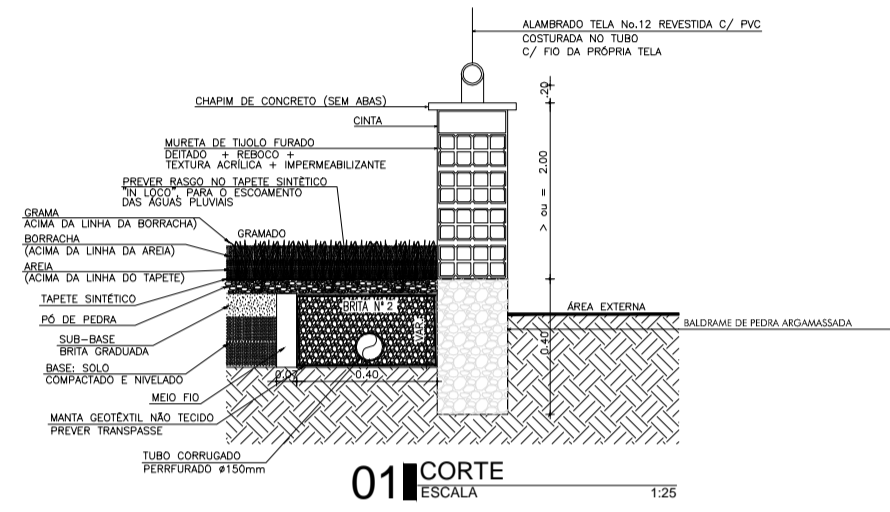 ALAMBRADO TELA No.12 REVESTIDA C/ PVC
COSTURADA NO TUBO
C/ FIO DA PRÓPRIA TELA
.20
CHAPIM DE CONCRETO (SEM ABAS)
CINTA
MURETA DE TIJOLO FURADO
DEITADO + REBOCO +
TEXTURA ACRÍLICA + IMPERMEABILIZANTE
> ou = 2.00
PREVER RASGO NO TAPETE SINTÉTICO
"IN LOCO", PARA O ESCOAMENTO
DAS ÁGUAS PLUVIAIS
GRAMA
ACIMA DA LINHA DA BORRACHA)
GRAMADO
BORRACHA
(ACIMA DA LINHA DA AREIA)
AREIA
(ACIMA DA LINHA DO TAPETE)
TAPETE SINTÉTICO
BRITA N° 2
ÁREA EXTERNA
PÓ DE PEDRA
VAR.
BALDRAME DE PEDRA ARGAMASSADA
SUB-BASE
BRITA GRADUADA
0.40
BASE: SOLO
COMPACTADO E NIVELADO
0.07
0.40
MEIO FIO
MANTA GEOTÊXTIL NÃO TECIDO
PREVER TRANSPASSE
TUBO CORRUGADO
PERRFURADO ø150mm
01 CORTE
ESCALA
1:25